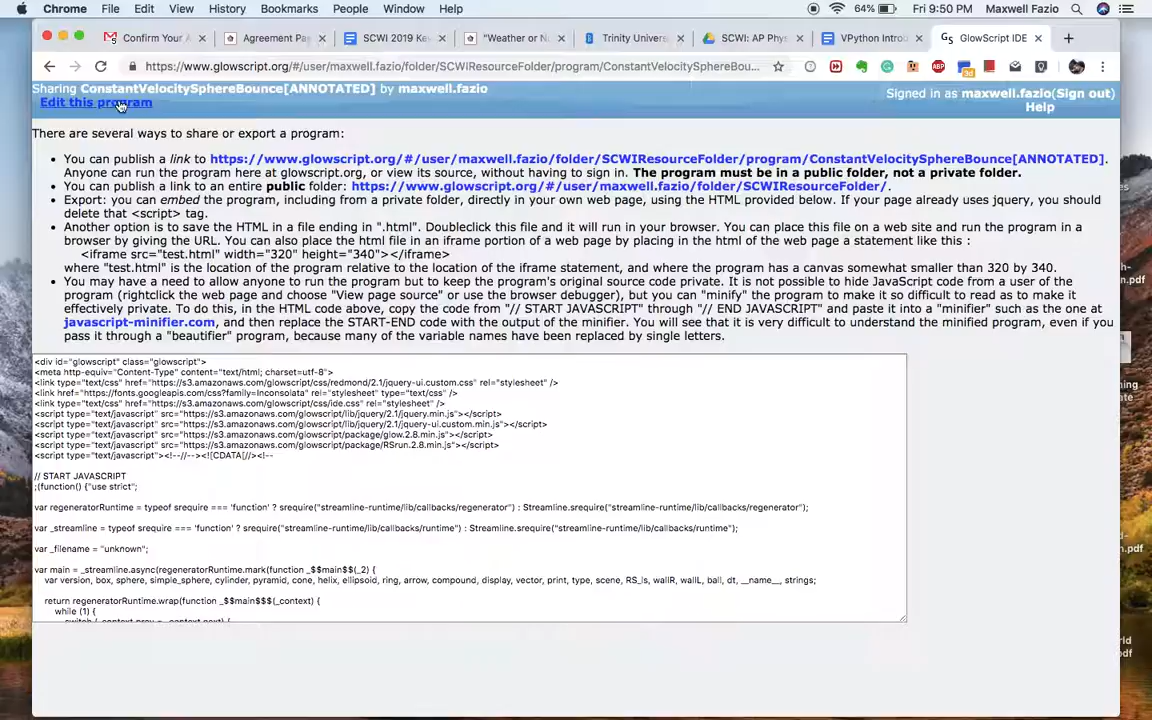 Chrome File Edit View History Bookmarks People Window Help 64% Fri 9:50 PM Maxwell Fazio
Confirm Your A
Agreement Pa
SCWI 2019 Ke
"Weather or N
Trinity Univers
SCWI: AP Phys
VPython Intro
GlowScript IDE
https://www.glowscript.org/#/user/maxwell.fazio/folder/SCWIResourceFolder/program/ConstantVelocitySphereBou...
Sharing ConstantVelocitySphereBounce[ANNOTATED] by maxwell.fazio
Signed in as maxwell.fazio(Sign out)
Edit this program
Help
There are several ways to share or export a program:
You can publish a link to https://www.glowscript.org/#/user/maxwell.fazio/folder/SCWIResourceFolder/program/ConstantVelocitySphereBounce[ANNOTATED].
Anyone can run the program here at glowscript.org, or view its source, without having to sign in. The program must be in a public folder, not a private folder.
You can publish a link to an entire public folder: https://www.glowscript.org/#/user/maxwell.fazio/folder/SCWIResourceFolder/.
Export: you can embed the program, including from a private folder, directly in your own web page, using the HTML provided below. If your page already uses jquery, you should
delete that <script> tag.
Another option is to save the HTML in a file ending in ".html". Doubleclick this file and it will run in your browser. You can place this file on a web site and run the program in a
browser by giving the URL. You can also place the html file in an iframe portion of a web page by placing in the html of the web page a statement like this :
<iframe src="test.html" width="320" height="340"></iframe>
where "test.html" is the location of the program relative to the location of the iframe statement, and where the program has a canvas somewhat smaller than 320 by 340.
You may have a need to allow anyone to run the program but to keep the program's original source code private. It is not possible to hide JavaScript code from a user of the
program (rightclick the web page and choose "View page source" or use the browser debugger), but you can "minify" the program to make it so difficult to read as to make it
effectively private. To do this, in the HTML code above, copy the code from "// START JAVASCRIPT" through "// END JAVASCRIPT" and paste it into a "minifier" such as the one at
javascript-minifier.com, and then replace the START-END code with the output of the minifier. You will see that it is very difficult to understand the minified program, even if you
pass it through a "beautifier" program, because many of the variable names have been replaced by single letters.
<div id="glowscript" class="glowscript">
<meta http-equiv="Content-Type" content="text/html; charset=utf-8">
<link type="text/css" href="https://s3.amazonaws.com/glowscript/css/redmond/2.1/jquery-ui.custom.css" rel="stylesheet" />
<link href="https://fonts.googleapis.com/css?family=Inconsolata" rel="stylesheet" type="text/css" />
<link type="text/css" href="https://s3.amazonaws.com/glowscript/css/ide.css" rel="stylesheet" />
<script type="text/javascript" src="https://s3.amazonaws.com/glowscript/lib/jquery/2.1/jquery.min.js"></script>
<script type="text/javascript" src="https://s3.amazonaws.com/glowscript/lib/jquery/2.1/jquery-ui.custom.min.js"></script>
<script type="text/javascript" src="https://s3.amazonaws.com/glowscript/package/glow.2.8.min.js"></script>
<script type="text/javascript" src="https://s3.amazonaws.com/glowscript/package/RSrun.2.8.min.js"></script>
<script type="text/javascript"><!--//--><![CDATA[//><!--
// START JAVASCRIPT
;(function() {"use strict";
var regeneratorRuntime = typeof srequire === 'function' ? srequire("streamline-runtime/lib/callbacks/regenerator") : Streamline.srequire("streamline-runtime/lib/callbacks/regenerator");
var _streamline = typeof srequire === 'function' ? srequire("streamline-runtime/lib/callbacks/runtime") : Streamline.srequire("streamline-runtime/lib/callbacks/runtime");
var _filename = "unknown";
var main = _streamline.async(regeneratorRuntime.mark(function _$$main$$(_2) {
var version, box, sphere, simple_sphere, cylinder, pyramid, cone, helix, ellipsoid, ring, arrow, compound, display, vector, print, type, scene, RS_ls, wallR, wallL, ball, dt, __name__, strings;
return regeneratorRuntime.wrap(function _$$main$$$(_context) {
while (1) {
switch (_context.prev = _context.next) {